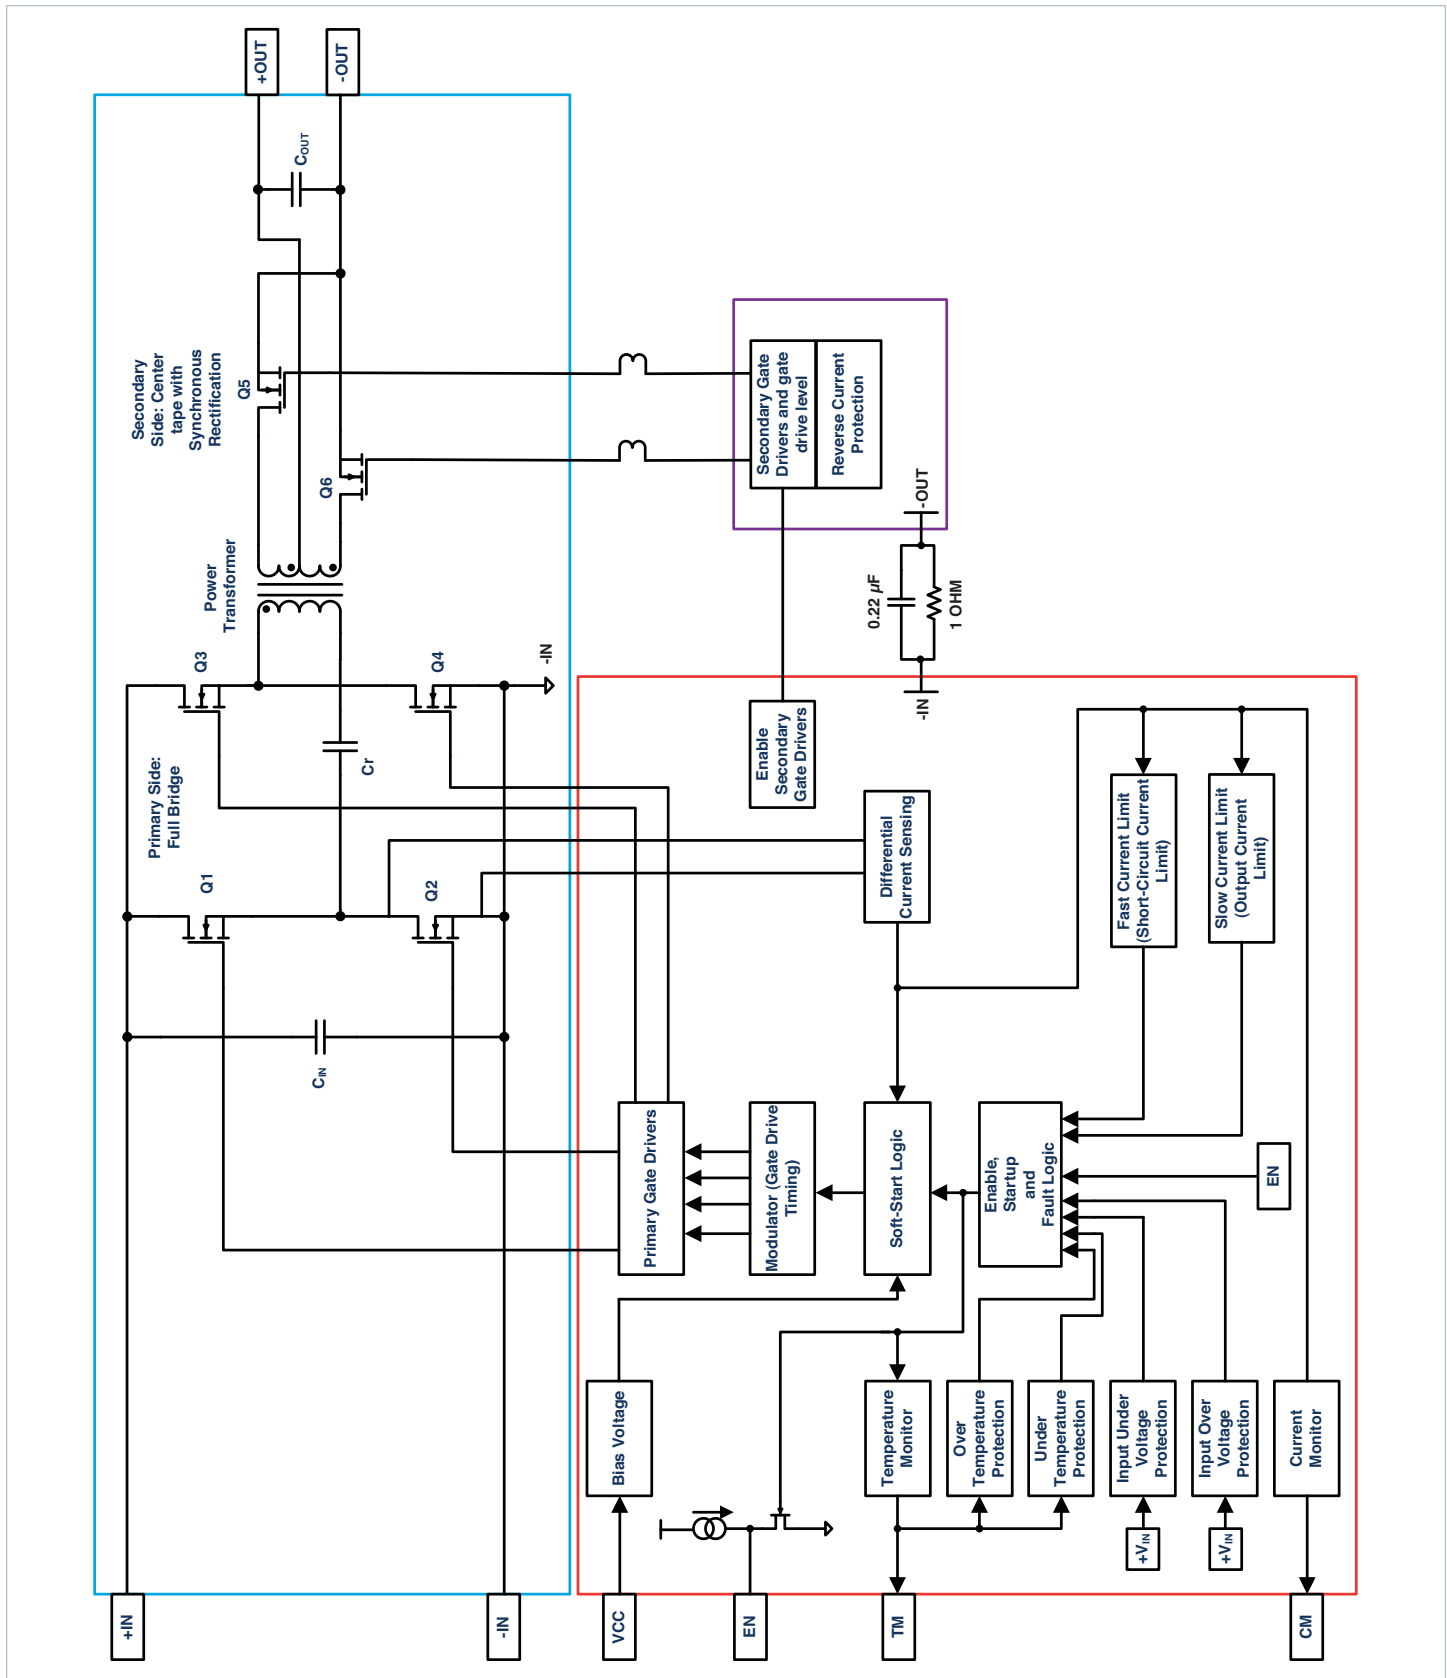 +OUT
-OUT
C_OUT
Secondary
Side: Center
tape with
Synchronous
Rectification
Q5
Q6
Power
Transformer
Q3
Q4
-IN
Primary Side:
Full Bridge
Cr
Q1
Q2
C_IN
+IN
-IN
Secondary Gate
Drivers and gate
drive level
Reverse Current
Protection
-OUT
0.22 µF
1 OHM
-IN
Enable
Secondary
Gate Drivers
Differential
Current Sensing
Fast Current Limit
(Short-Circuit Current
Limit)
Slow Current Limit
(Output Current
Limit)
Primary Gate Drivers
Modulator (Gate Drive
Timing)
Soft-Start Logic
Enable,
Startup
and
Fault Logic
EN
Bias Voltage
Temperature
Monitor
Over
Temperature
Protection
Under
Temperature
Protection
Input Under
Voltage
Protection
Input Over
Voltage
Protection
Current
Monitor
+V_IN
+V_IN
VCC
EN
TM
CM